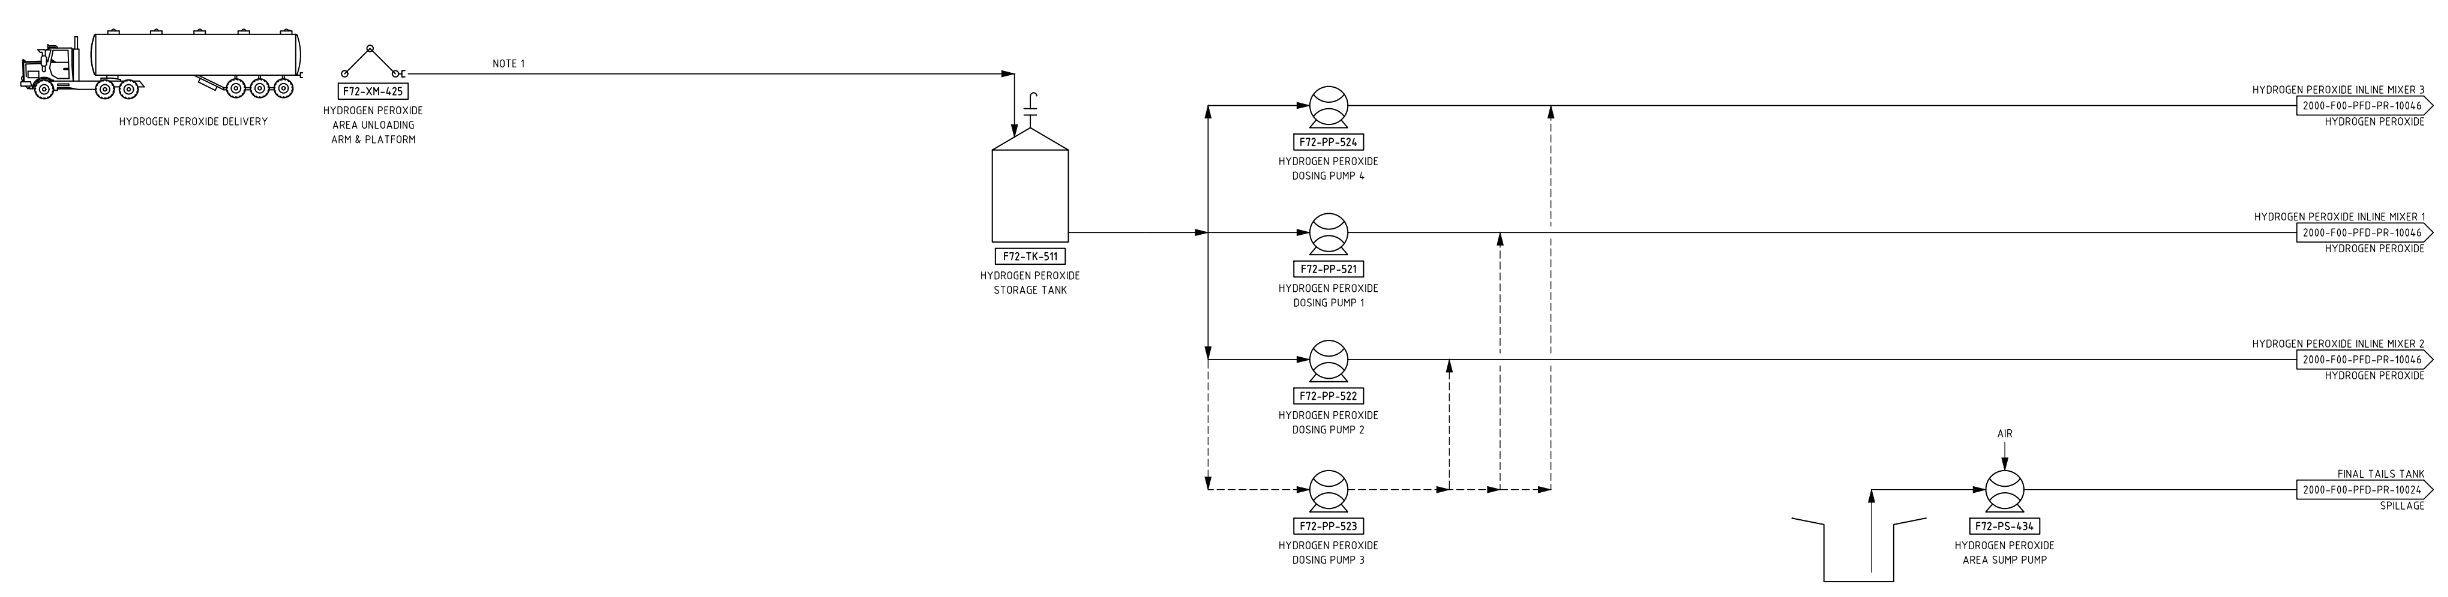 NOTE 1
F72-XM-425
HYDROGEN PEROXIDE
AREA UNLOADING
ARM & PLATFORM
HYDROGEN PEROXIDE DELIVERY
F72-TK-511
HYDROGEN PEROXIDE
STORAGE TANK
F72-PP-524
HYDROGEN PEROXIDE
DOSING PUMP 4
HYDROGEN PEROXIDE INLINE MIXER 3
2000-F00-PFD-PR-10046
HYDROGEN PEROXIDE
F72-PP-521
HYDROGEN PEROXIDE
DOSING PUMP 1
HYDROGEN PEROXIDE INLINE MIXER 1
2000-F00-PFD-PR-10046
HYDROGEN PEROXIDE
F72-PP-522
HYDROGEN PEROXIDE
DOSING PUMP 2
HYDROGEN PEROXIDE INLINE MIXER 2
2000-F00-PFD-PR-10046
HYDROGEN PEROXIDE
F72-PP-523
HYDROGEN PEROXIDE
DOSING PUMP 3
AIR
F72-PS-434
HYDROGEN PEROXIDE
AREA SUMP PUMP
FINAL TAILS TANK
2000-F00-PFD-PR-10024
SPILLAGE